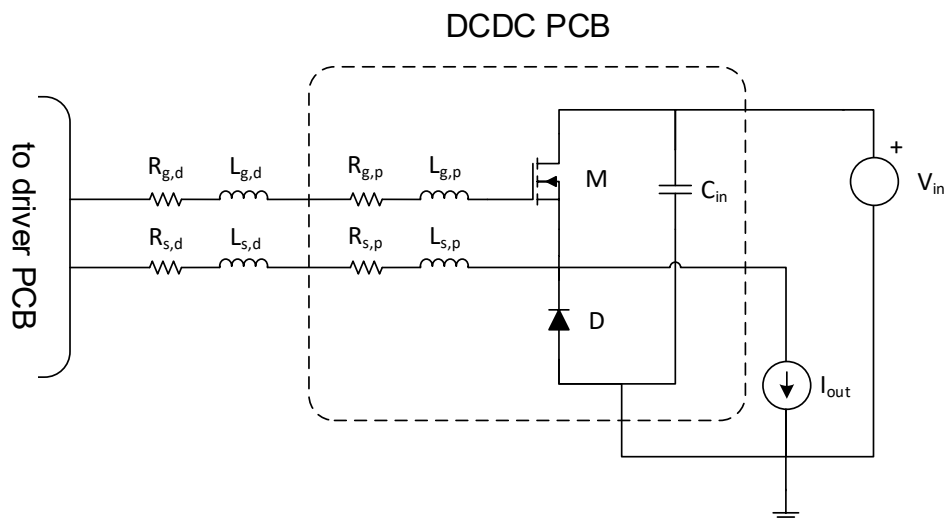 DCDC PCB
to driver PCB
Rg,d
Lg,d
Rg,p
Lg,p
M
Cin
+
Vin
Rs,d
Ls,d
Rs,p
Ls,p
D
Iout